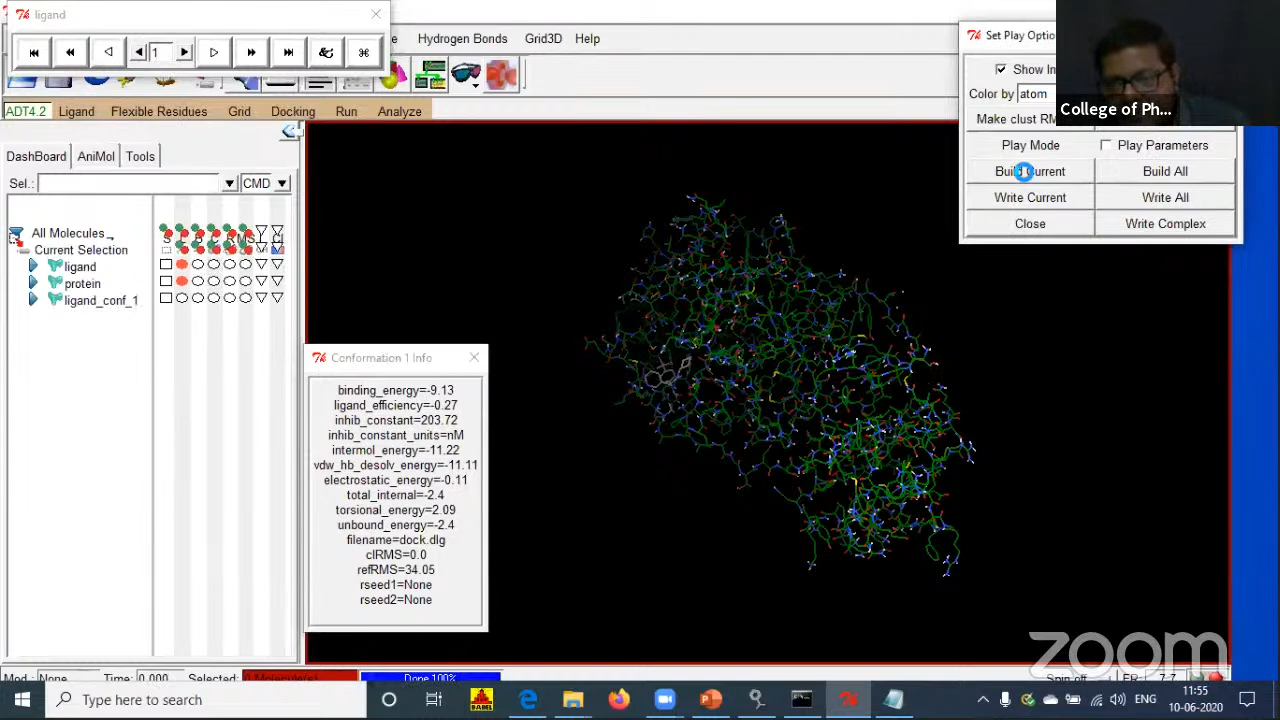 ligand
1
Hydrogen Bonds Grid3D Help
ADT4.2 Ligand Flexible Residues Grid Docking Run Analyze
DashBoard AniMol Tools
Sel.: CMD
All Molecules
Current Selection
ligand
protein
ligand_conf_1
Conformation 1 Info
binding_energy=-9.13
ligand_efficiency=-0.27
inhib_constant=203.72
inhib_constant_units=nM
intermol_energy=-11.22
vdw_hb_desolv_energy=-11.11
electrostatic_energy=-0.11
total_internal=-2.4
torsional_energy=2.09
unbound_energy=-2.4
filename=dock.dlg
clRMS=0.0
refRMS=34.05
rseed1=None
rseed2=None
Set Play Optio
Show In
Color by atom
Make clust RM
Play Mode Play Parameters
Build Current Build All
Write Current Write All
Close Write Complex
College of Ph...
zoom
Time: 0.000 Selected: Done 100% Spin off
Type here to search
ENG
11:55
10-06-2020